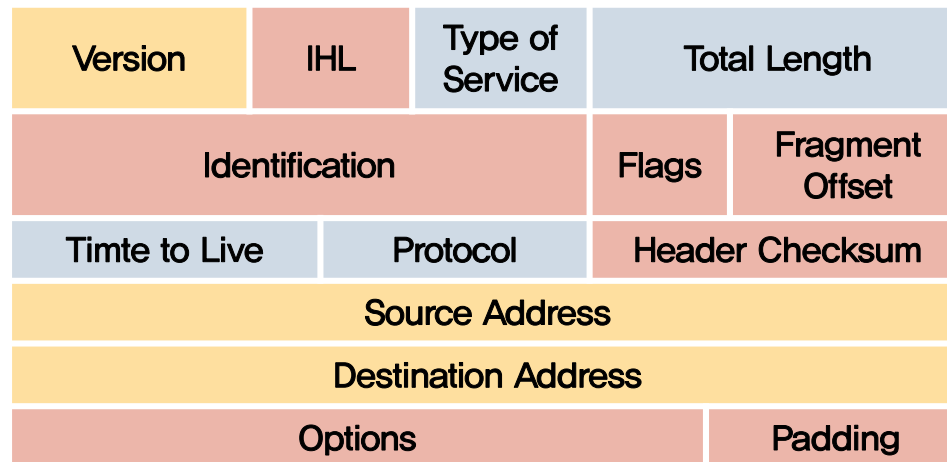 Version
IHL
Type of
Service
Total Length
Identification
Flags
Fragment
Offset
Timte to Live
Protocol
Header Checksum
Source Address
Destination Address
Options
Padding